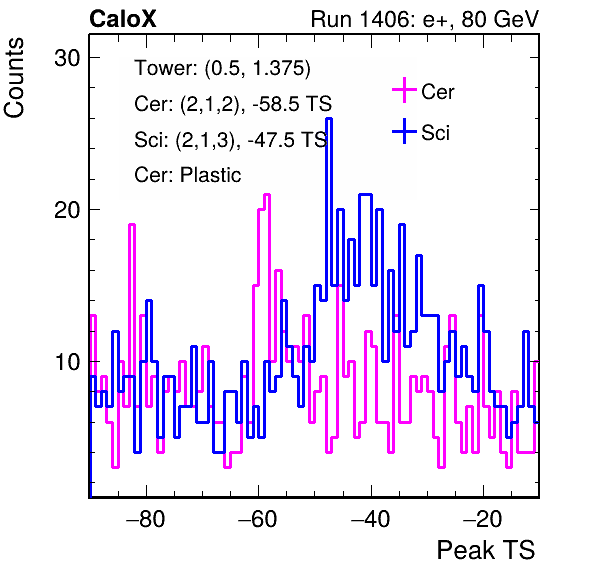 CaloX Run 1406: e+, 80 GeV
Counts
30
20
10
Tower: (0.5, 1.375)
Cer: (2,1,2), -58.5 TS
Sci: (2,1,3), -47.5 TS
Cer: Plastic
Cer
Sci
−80 −60 −40 −20
Peak TS